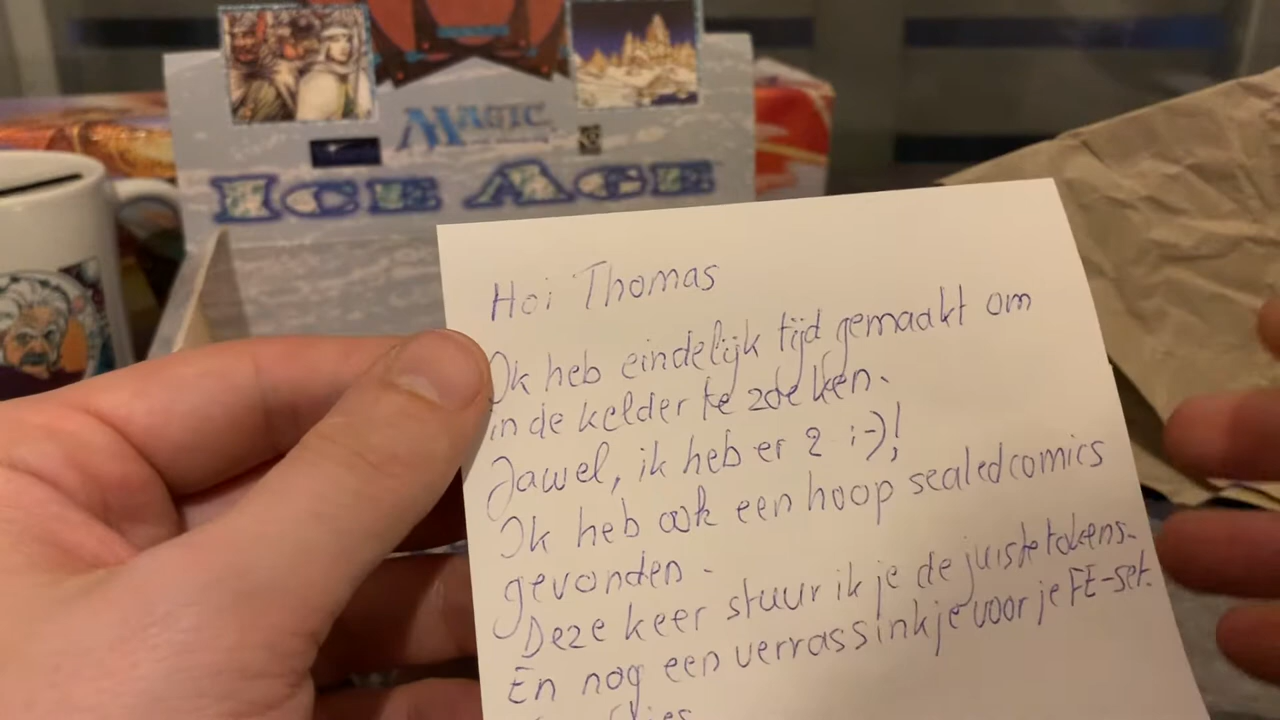 MAGIC
ICE AGE
Hoi Thomas
Ik heb eindelijk tijd gemaakt om
in de kelder te zoeken.
Jawel, ik heb er 2 ;-)!
Ik heb ook een hoop sealed comics
gevonden.
Deze keer stuur ik je de juiste tokens.
En nog een verrassinkje voor je FE-set.